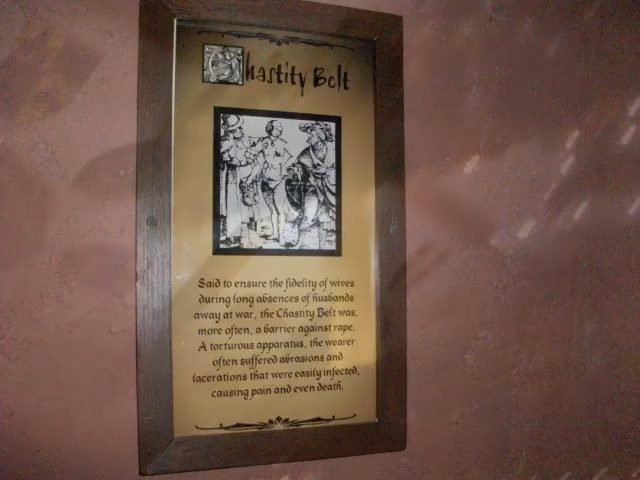 Chastity Belt
Said to ensure the fidelity of wives
during long absences of husbands
away at war, the Chastity Belt was,
more often, a barrier against rape.
A torturous apparatus, the wearer
often suffered abrasions and
lacerations that were easily infected,
causing pain and even death.